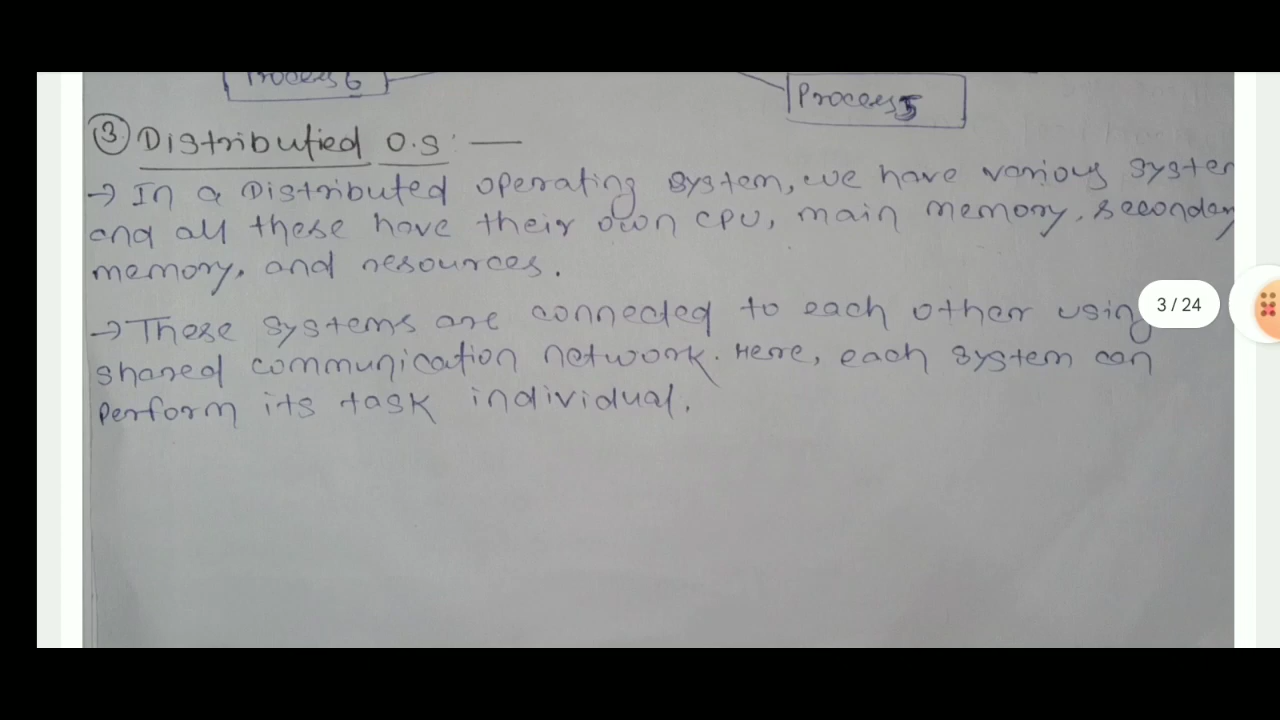 Process 6
Process 5
③ Distributied O.S : —
→ In a Distributed operating system, we have various system
and all these have their own CPU, main memory, secondary
memory, and resources.
→ These systems are connected to each other using
shared communication network. Here, each system can
perform its task individual.
3 / 24